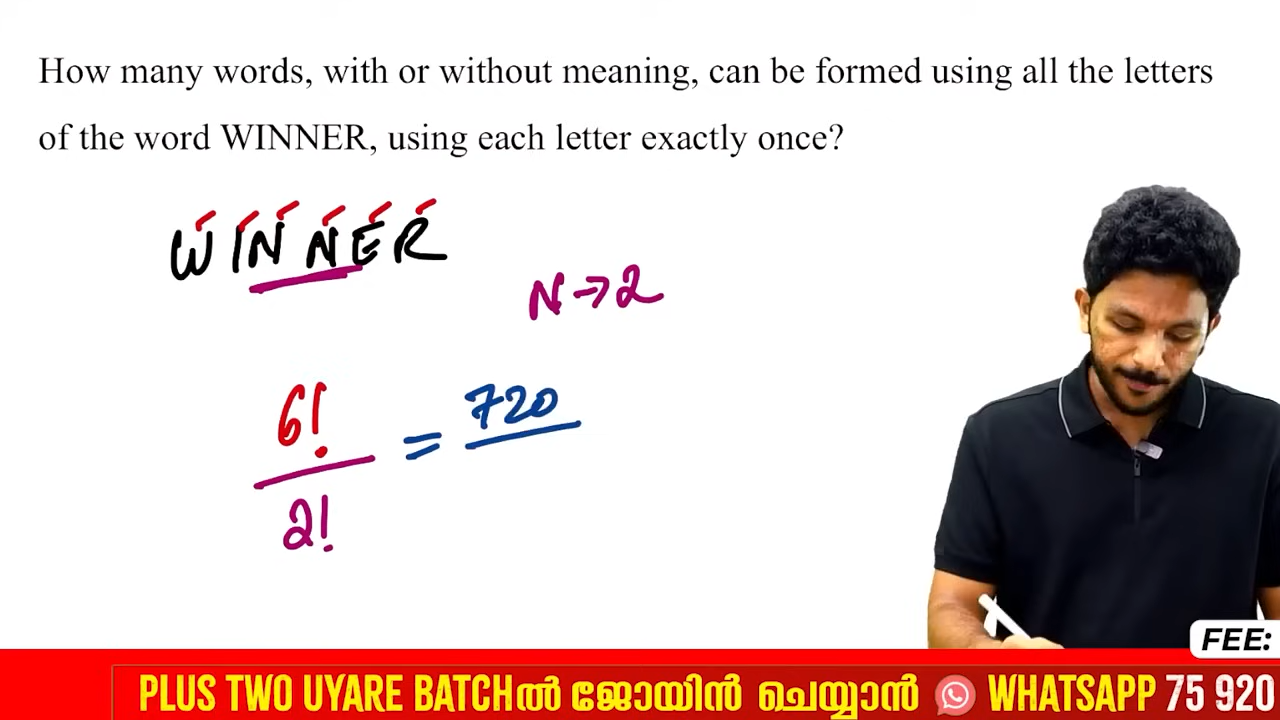 How many words, with or without meaning, can be formed using all the letters
of the word WINNER, using each letter exactly once?
WINNER
N→2
6!/2! = 720
FEE:
PLUS TWO UYARE BATCHൽ ജോയിൻ ചെയ്യാൻ WHATSAPP 75 920